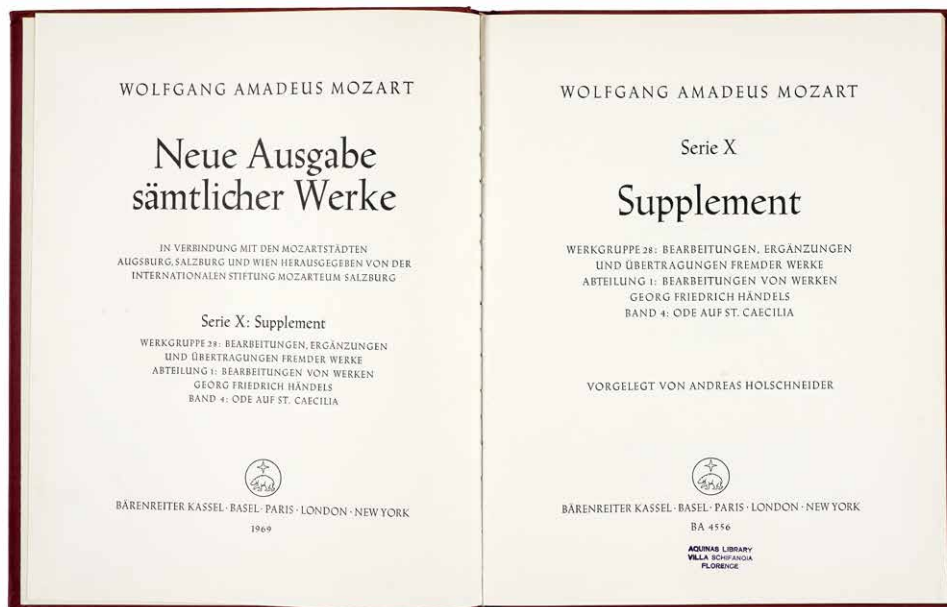 WOLFGANG AMADEUS MOZART
Neue Ausgabe
sämtlicher Werke
IN VERBINDUNG MIT DEN MOZARTSTÄDTEN
AUGSBURG, SALZBURG UND WIEN HERAUSGEGEBEN VON DER
INTERNATIONALEN STIFTUNG MOZARTEUM SALZBURG
Serie X: Supplement
WERKGRUPPE 28: BEARBEITUNGEN, ERGÄNZUNGEN
UND ÜBERTRAGUNGEN FREMDER WERKE
ABTEILUNG 1: BEARBEITUNGEN VON WERKEN
GEORG FRIEDRICH HÄNDELS
BAND 4: ODE AUF ST. CAECILIA
BÄRENREITER KASSEL · BASEL · PARIS · LONDON · NEW YORK
1969
WOLFGANG AMADEUS MOZART
Serie X
Supplement
WERKGRUPPE 28: BEARBEITUNGEN, ERGÄNZUNGEN
UND ÜBERTRAGUNGEN FREMDER WERKE
ABTEILUNG 1: BEARBEITUNGEN VON WERKEN
GEORG FRIEDRICH HÄNDELS
BAND 4: ODE AUF ST. CAECILIA
VORGELEGT VON ANDREAS HOLSCHNEIDER
BÄRENREITER KASSEL · BASEL · PARIS · LONDON · NEW YORK
BA 4556
AQUINAS LIBRARY
VILLA SCHIFANOIA
FLORENCE